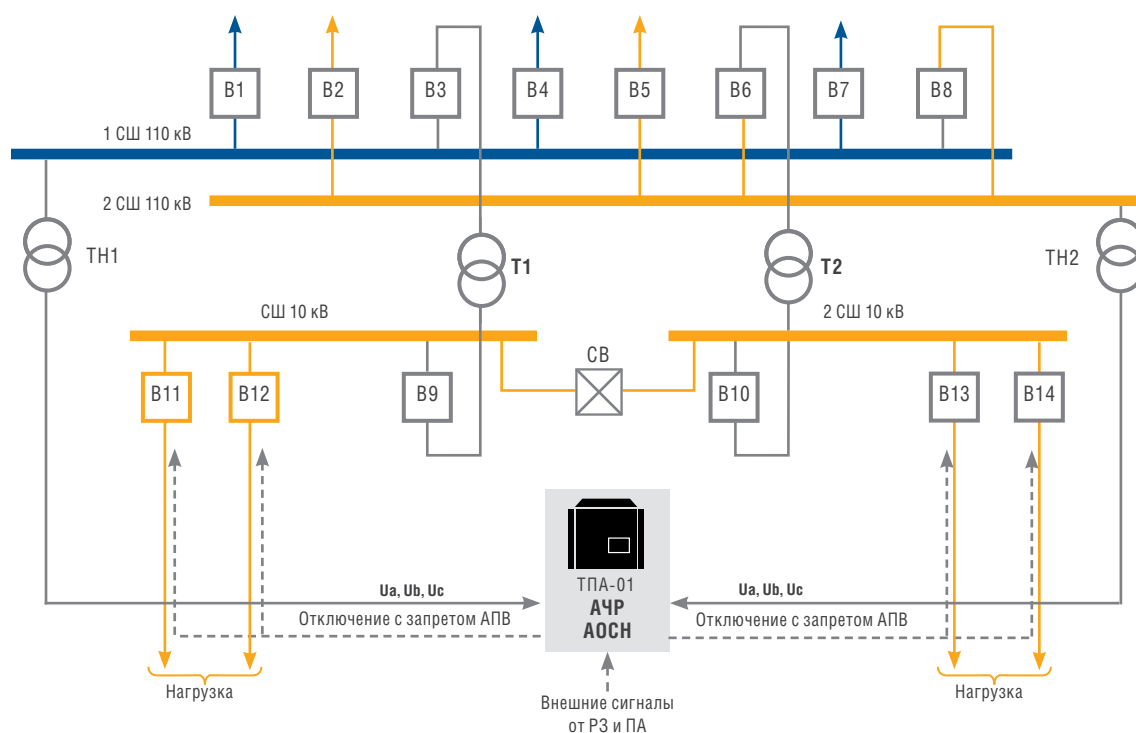 В1 В2 В3 В4 В5 В6 В7 В8
1 СШ 110 кВ
2 СШ 110 кВ
ТН1 Т1 Т2 ТН2
СШ 10 кВ 2 СШ 10 кВ
СВ
В11 В12 В9 В10 В13 В14
ТПА-01
Ua, Ub, Uc АЧР Ua, Ub, Uc
Отключение с запретом АПВ АОСН Отключение с запретом АПВ
Нагрузка Нагрузка
Внешние сигналы
от РЗ и ПА